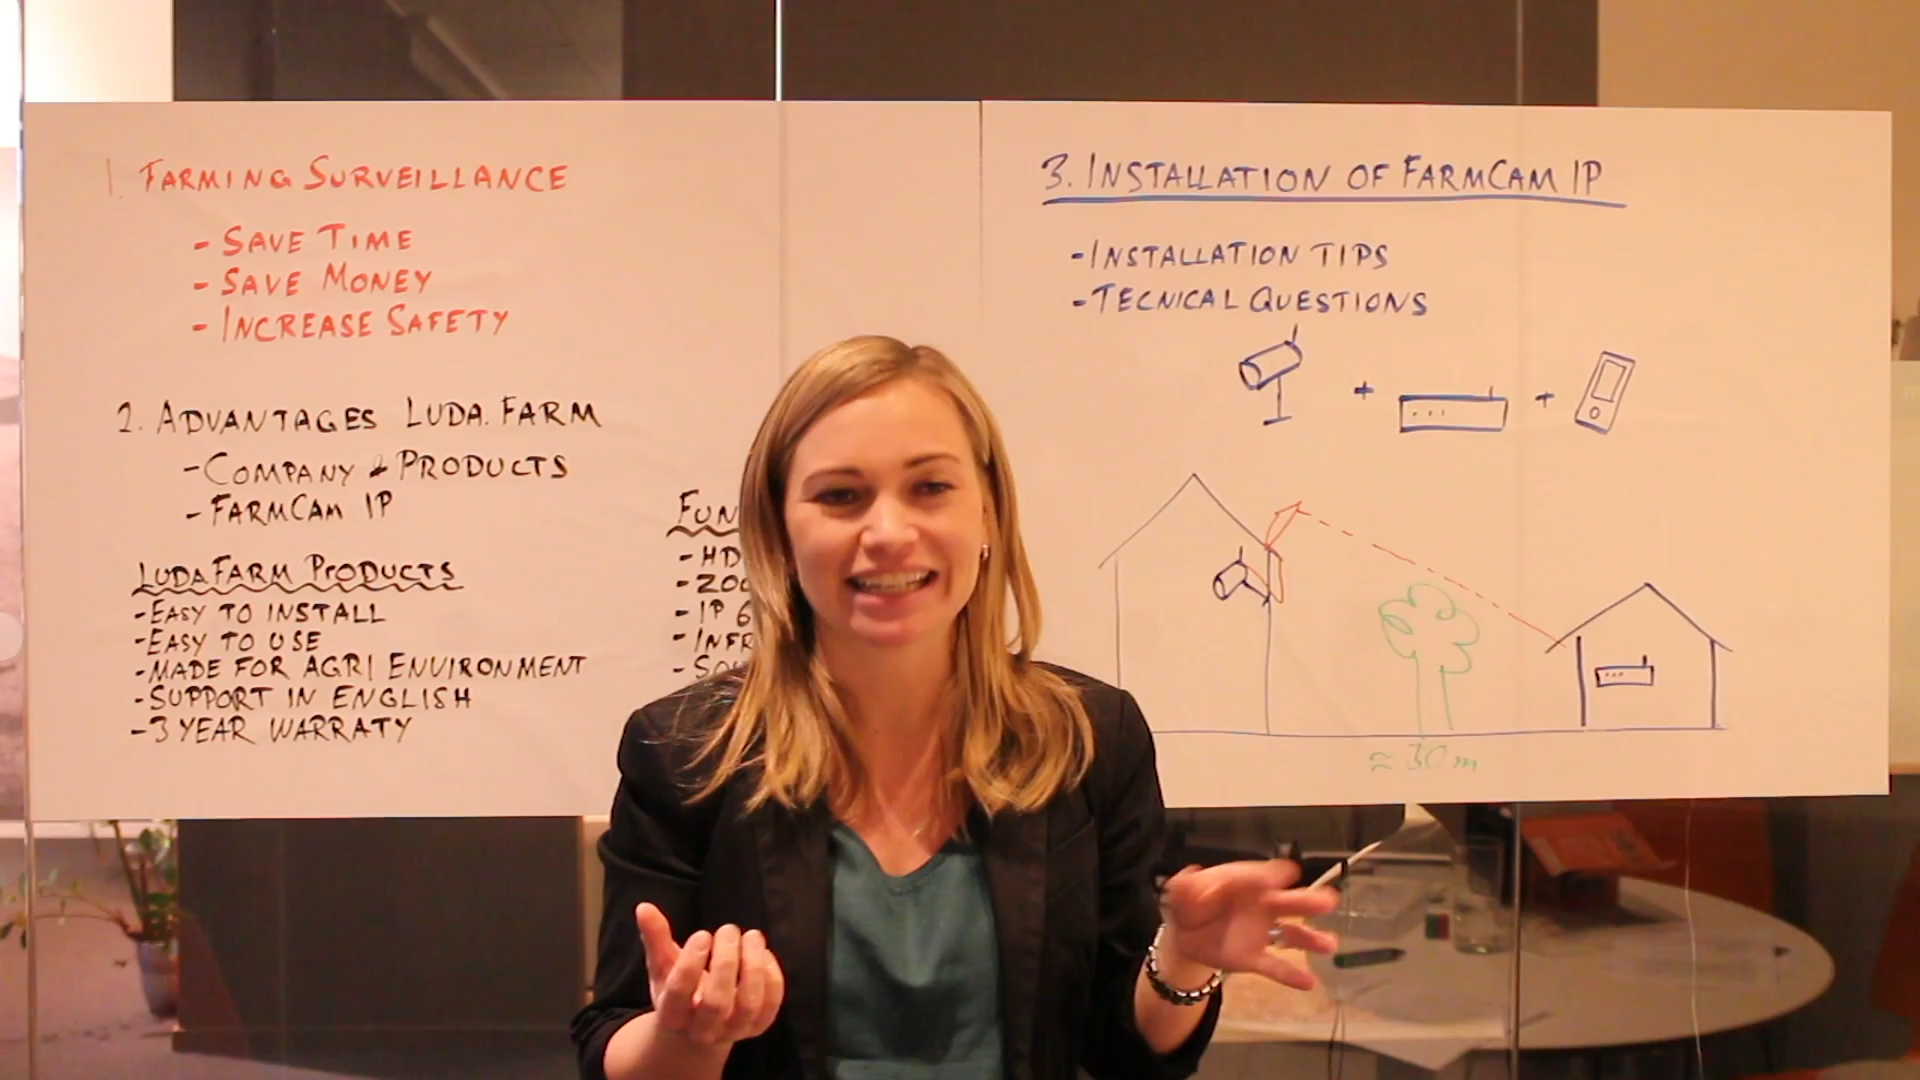 1. FARMING SURVEILLANCE
- SAVE TIME
- SAVE MONEY
- INCREASE SAFETY
2. ADVANTAGES LUDA.FARM
- COMPANY & PRODUCTS
- FARMCAM IP
LUDAFARM PRODUCTS
- EASY TO INSTALL
- EASY TO USE
- MADE FOR AGRI ENVIRONMENT
- SUPPORT IN ENGLISH
- 3 YEAR WARRATY
- HD
- IP 6
3. INSTALLATION OF FARMCAM IP
- INSTALLATION TIPS
- TECNICAL QUESTIONS
+ +
≈ 30 m